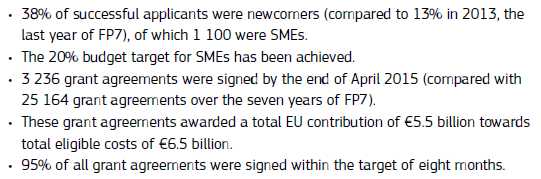 • 38% of successful applicants were newcomers (compared to 13% in 2013, the
last year of FP7), of which 1 100 were SMEs.
• The 20% budget target for SMEs has been achieved.
• 3 236 grant agreements were signed by the end of April 2015 (compared with
25 164 grant agreements over the seven years of FP7).
• These grant agreements awarded a total EU contribution of €5.5 billion towards
total eligible costs of €6.5 billion.
• 95% of all grant agreements were signed within the target of eight months.